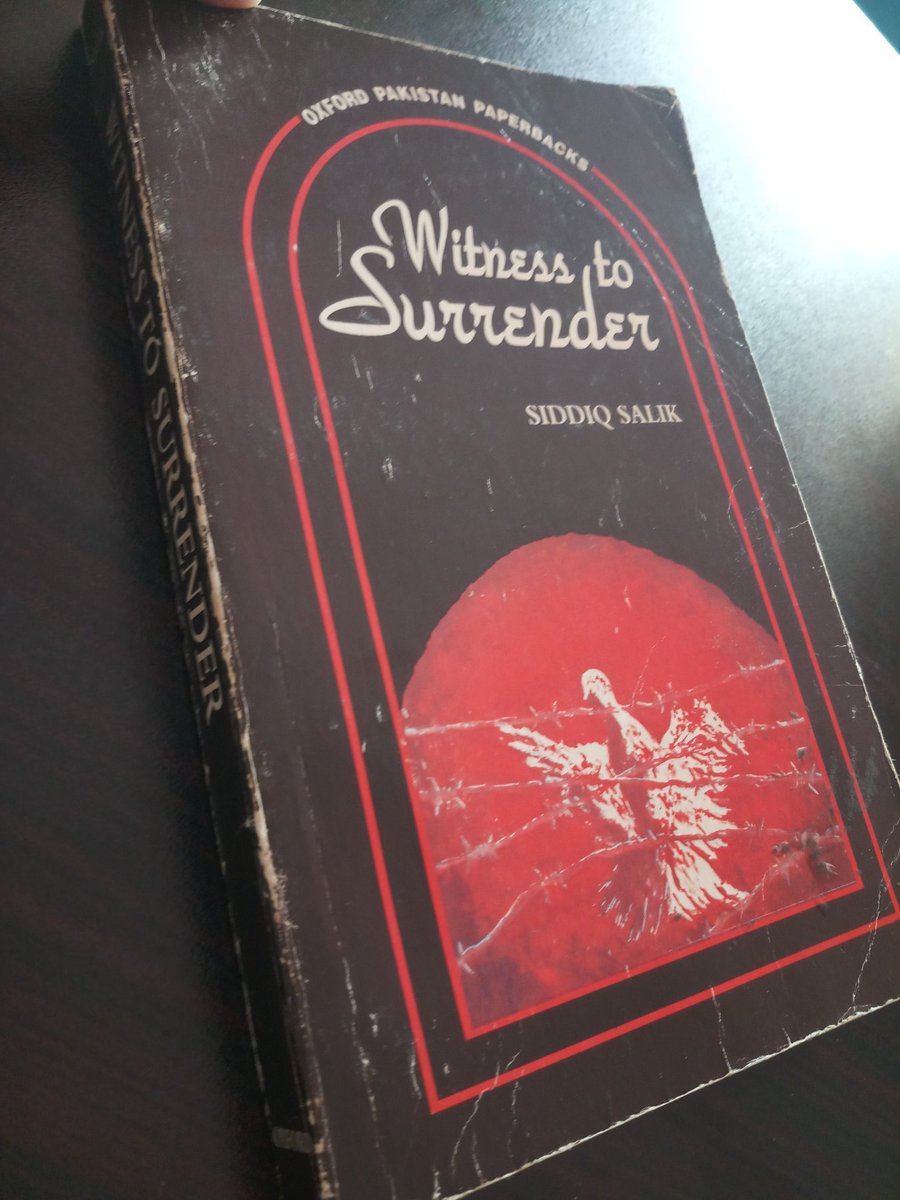 OXFORD PAKISTAN PAPERBACKS
Witness to
Surrender
SIDDIQ SALIK
WITNESS TO SURRENDER